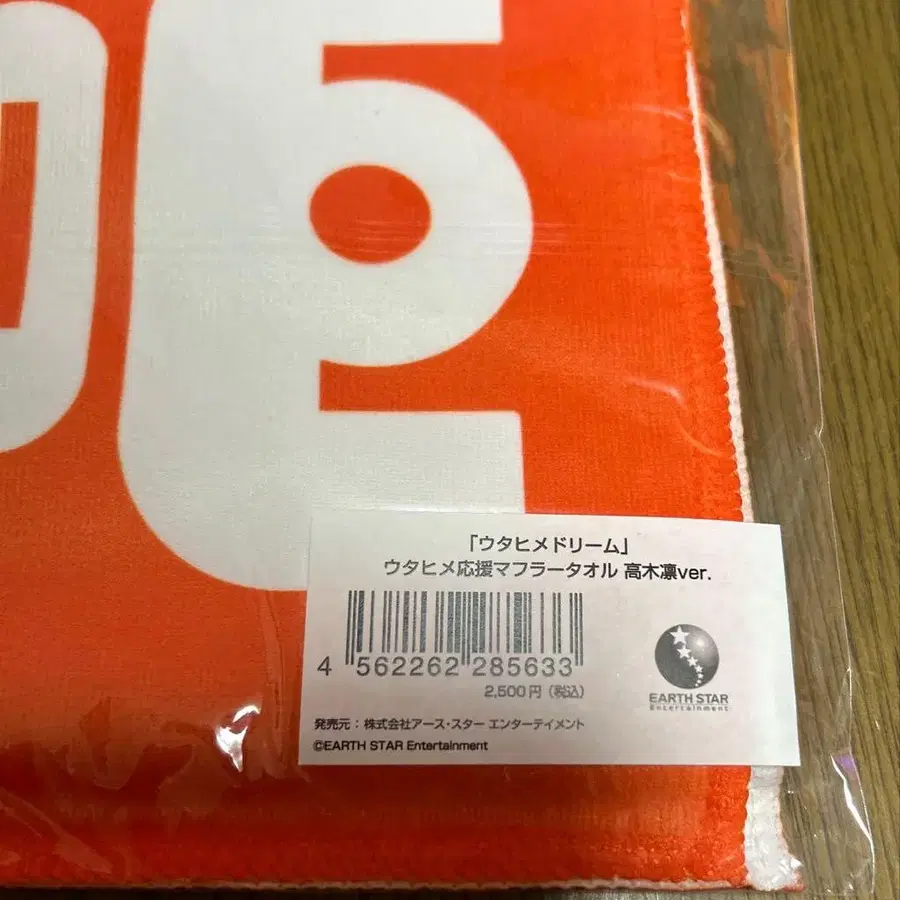 「ウタヒメドリーム」
ウタヒメ応援マフラータオル 高木凛ver.
4 562262 285633
2,500円（税込）
EARTH STAR
Entertainment
発売元：株式会社アース・スター エンターテイメント
©EARTH STAR Entertainment